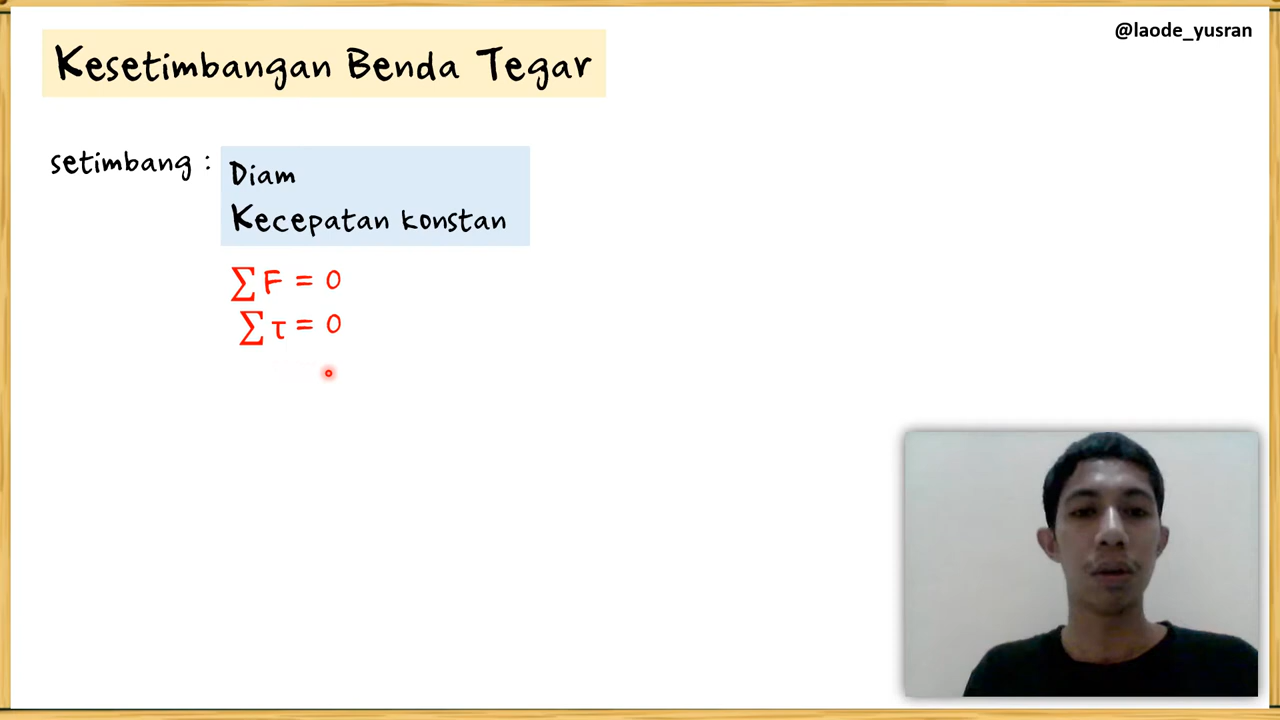 @laode_yusran
Kesetimbangan Benda Tegar
setimbang : Diam
Kecepatan konstan
∑F = 0
∑τ = 0